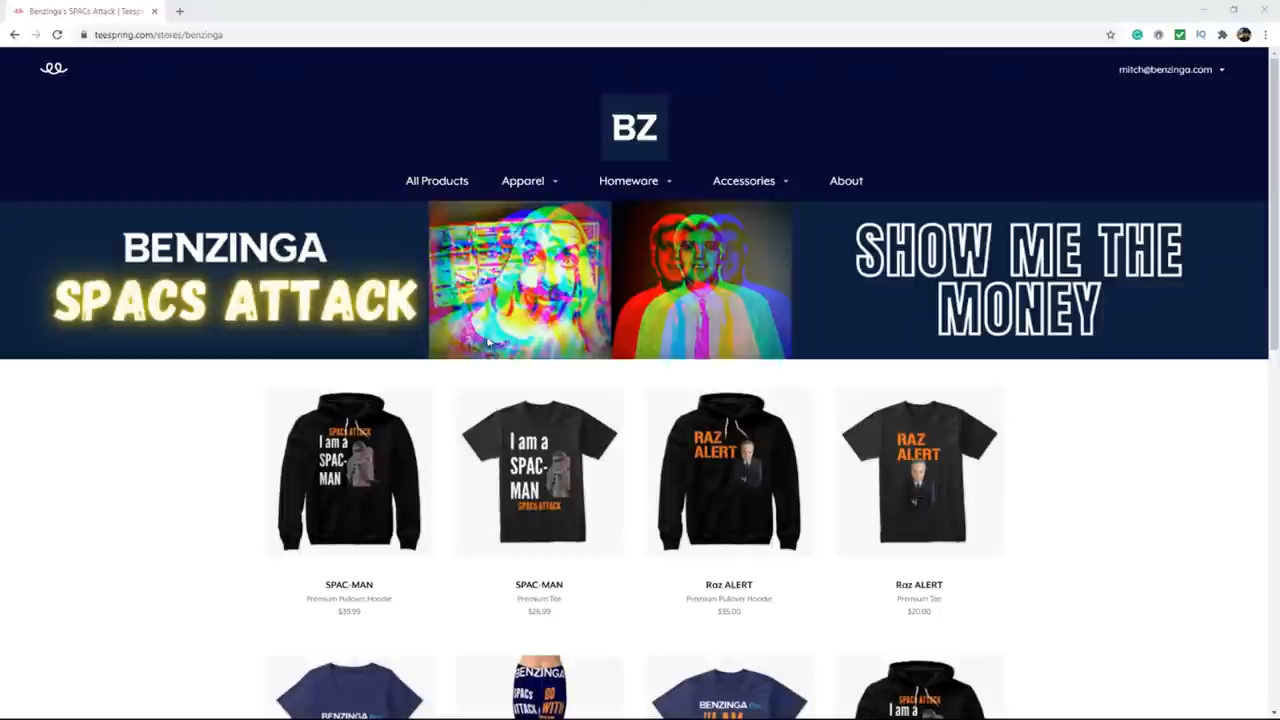 Benzinga's SPACs Attack | Teesp
teespring.com/stores/benzinga
mitch@benzinga.com
BZ
All Products Apparel Homeware Accessories About
BENZINGA
SPACS ATTACK
SHOW ME THE
MONEY
SPACS ATTACK
I am a
SPAC-
MAN
I am a
SPAC-
MAN
SPACS ATTACK
RAZ
ALERT
RAZ
ALERT
SPAC-MAN
Premium Pullover Hoodie
$39.99
SPAC-MAN
Premium Tee
$26.99
Raz ALERT
Premium Pullover Hoodie
$35.00
Raz ALERT
Premium Tee
$20.00
BENZINGA
BENZINGA
SPACS DO
ATTACK WITH
BENZINGA
SPACS ATTACK
I am a